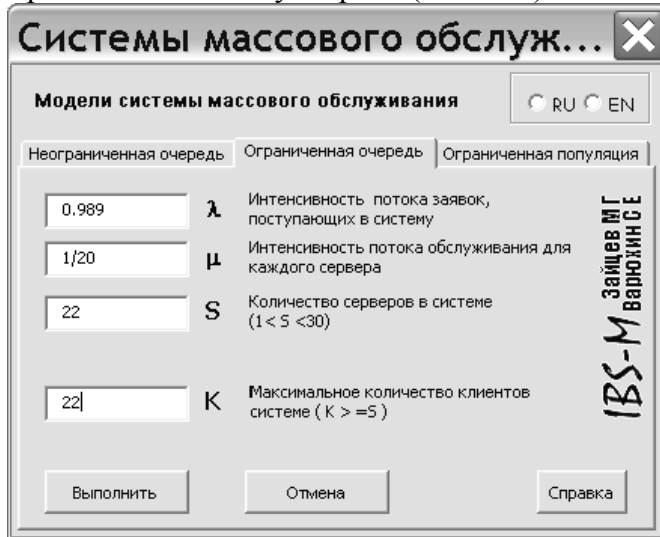 Системы массового обслуж...
Модели системы массового обслуживания
RU EN
Неограниченная очередь Ограниченная очередь Ограниченная популяция
0.989 λ Интенсивность потока заявок,
поступающих в систему
1/20 μ Интенсивность потока обслуживания для
каждого сервера
22 S Количество серверов в системе
(1< S <30)
22 K Максимальное количество клиентов
системе ( K > =S )
IBS-M Зайцев М Г
Варюхин С Е
Выполнить Отмена Справка